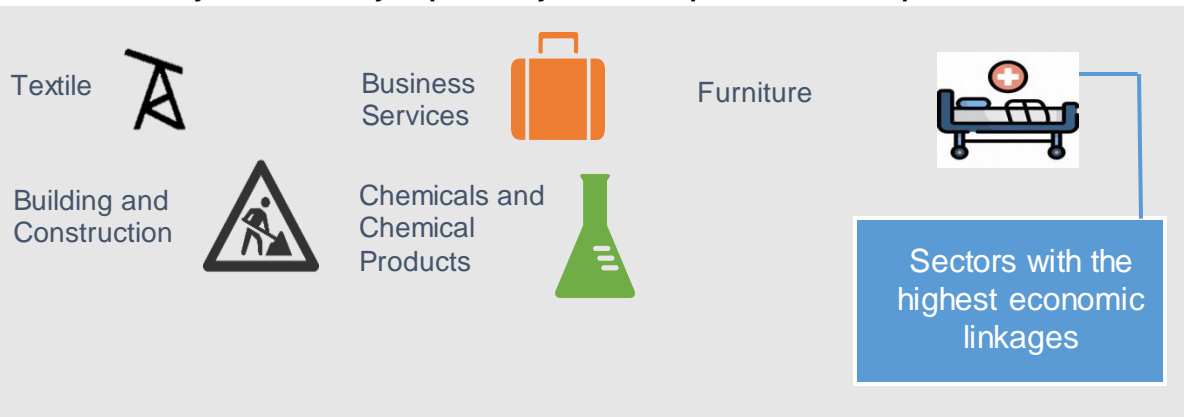 Textile
Business
Services
Furniture
Building and
Construction
Chemicals and
Chemical
Products
Sectors with the
highest economic
linkages